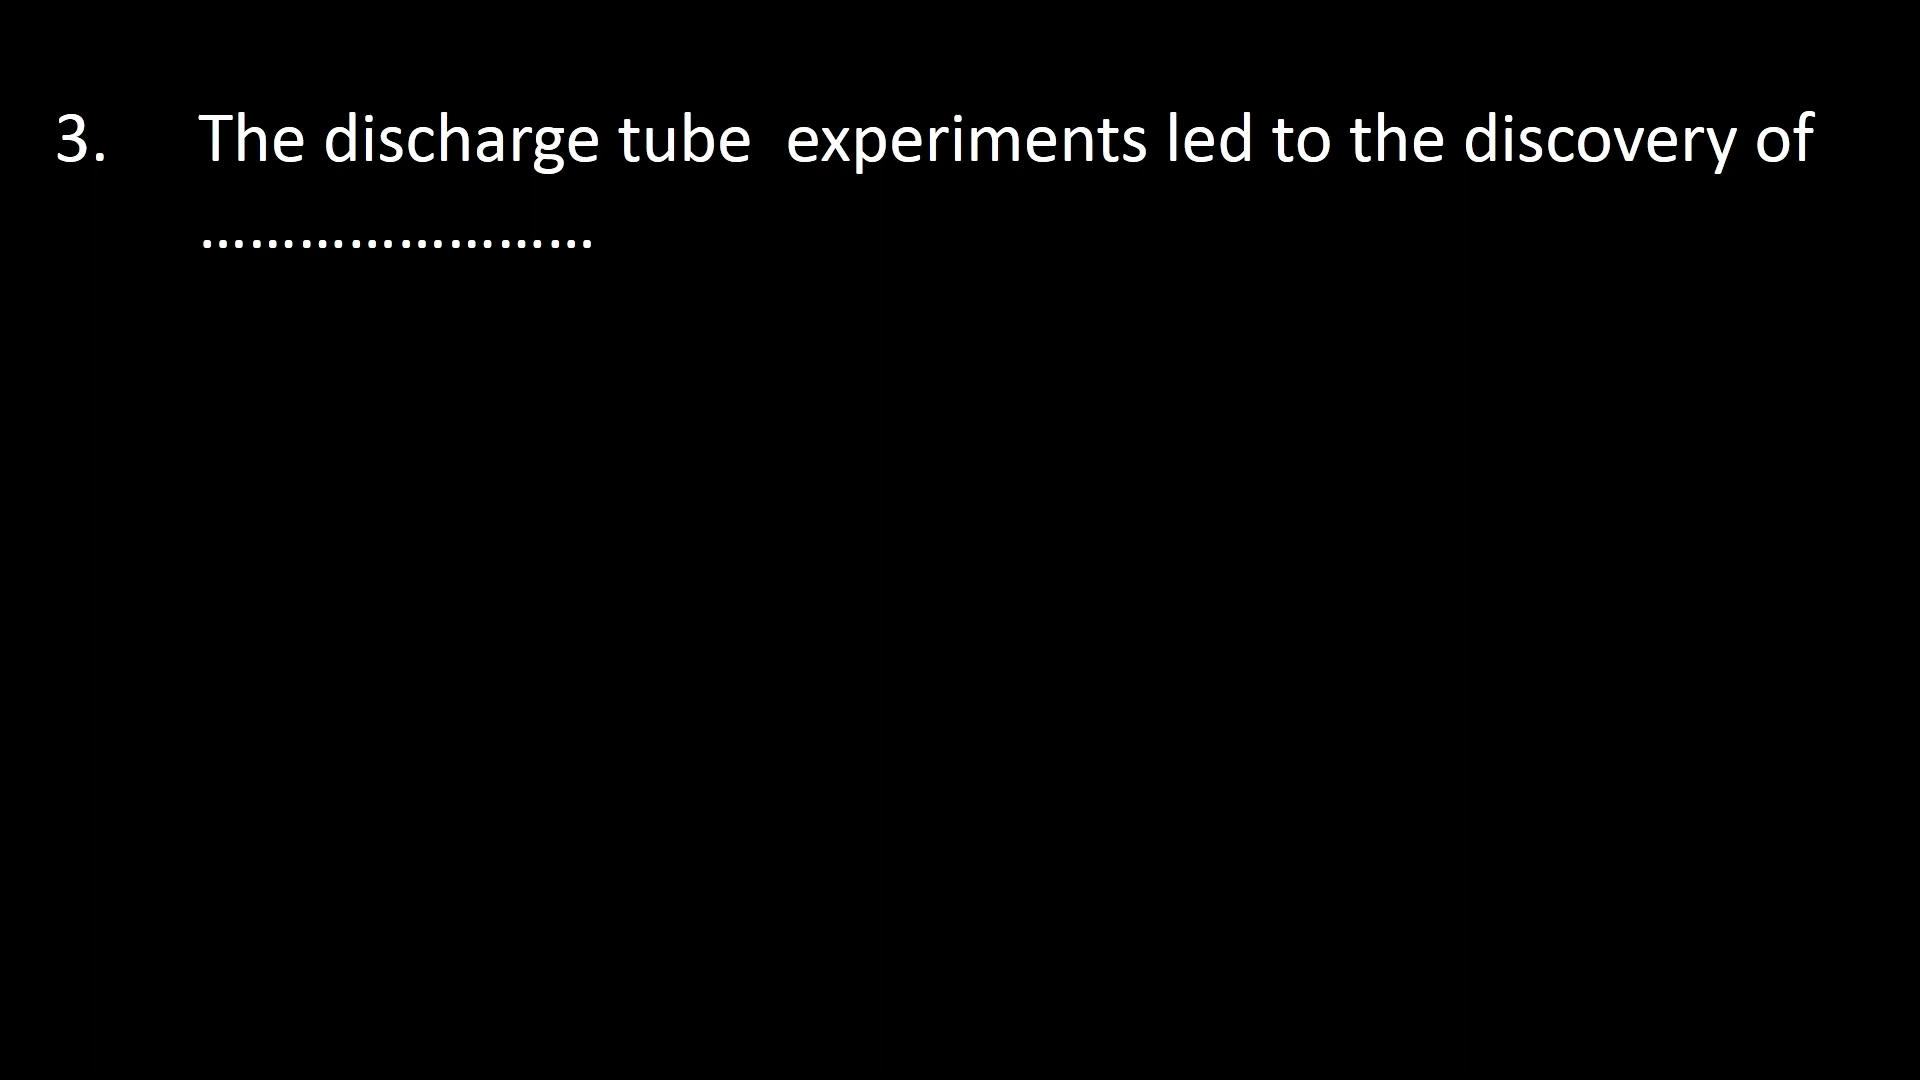 3. The discharge tube  experiments led to the discovery of
……………………